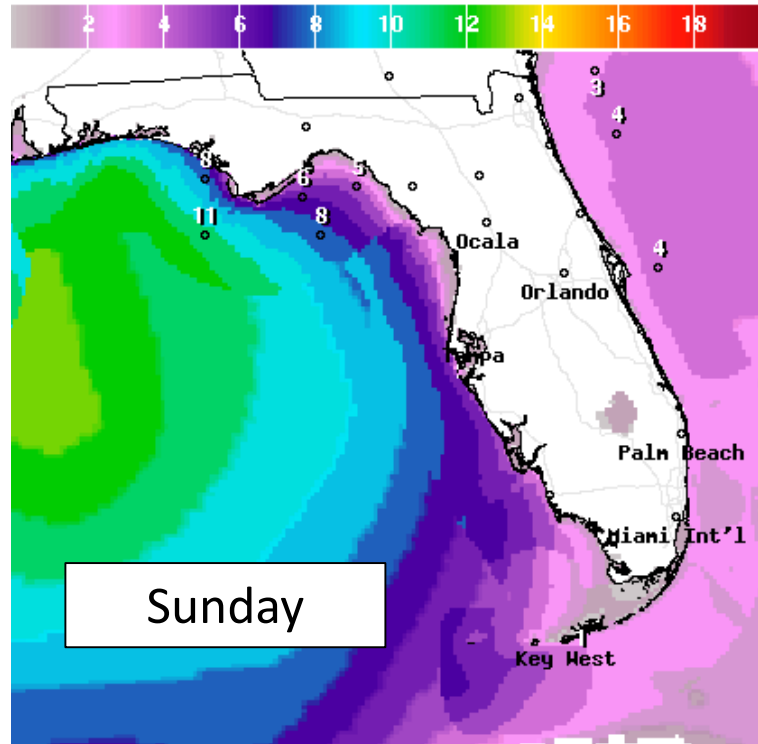 2 4 6 8 10 12 14 16 18
3
4
8
5
6
11
8
Ocala
4
Orlando
Tampa
Palm Beach
Miami Int'l
Sunday
Key West